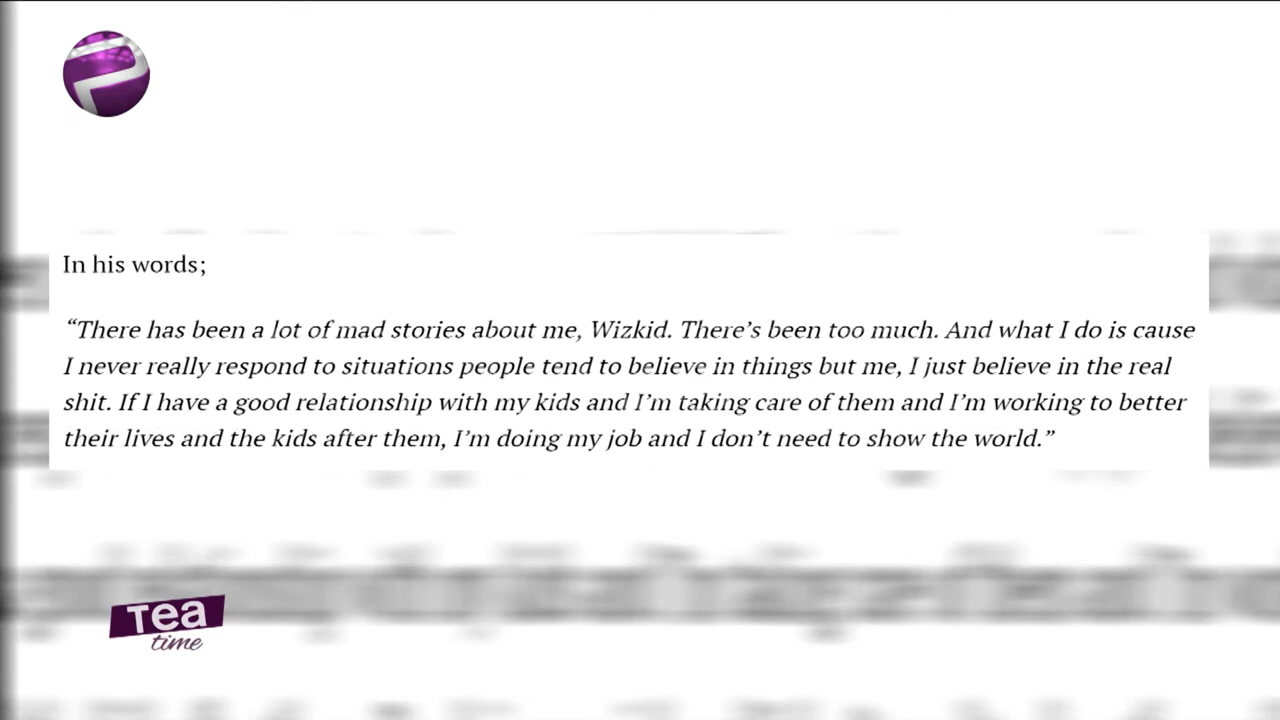 In his words;
“There has been a lot of mad stories about me, Wizkid. There’s been too much. And what I do is cause
I never really respond to situations people tend to believe in things but me, I just believe in the real
shit. If I have a good relationship with my kids and I’m taking care of them and I’m working to better
their lives and the kids after them, I’m doing my job and I don’t need to show the world.”
Tea
time